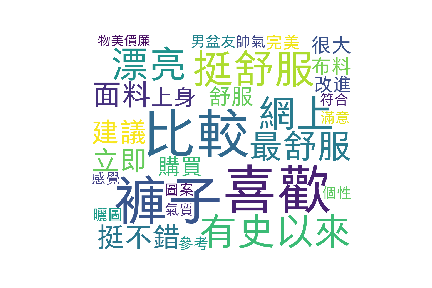 物美價廉 男盆友帥氣 完美 很大
漂亮 挺舒服 布料
面料 上身 舒服 網上 改進 符合
建議 比較 最舒服 滿意
立即 購買
感覺 褲子 圖案 喜歡 個性
曬圖 氣質 有史以來
挺不錯 參考